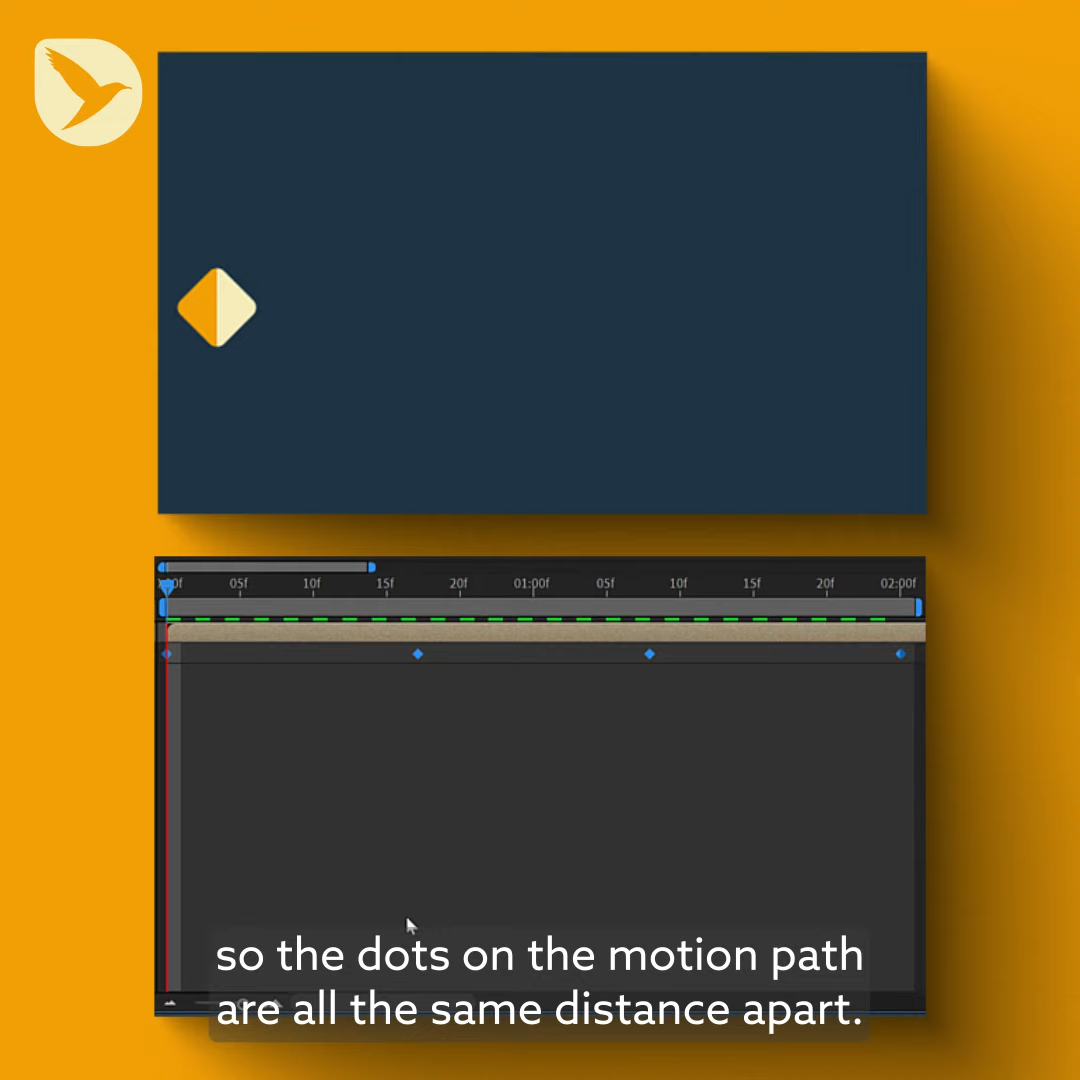 05f 10f 15f 20f 01:00f 05f 10f 15f 20f 02:00f
so the dots on the motion path
are all the same distance apart.